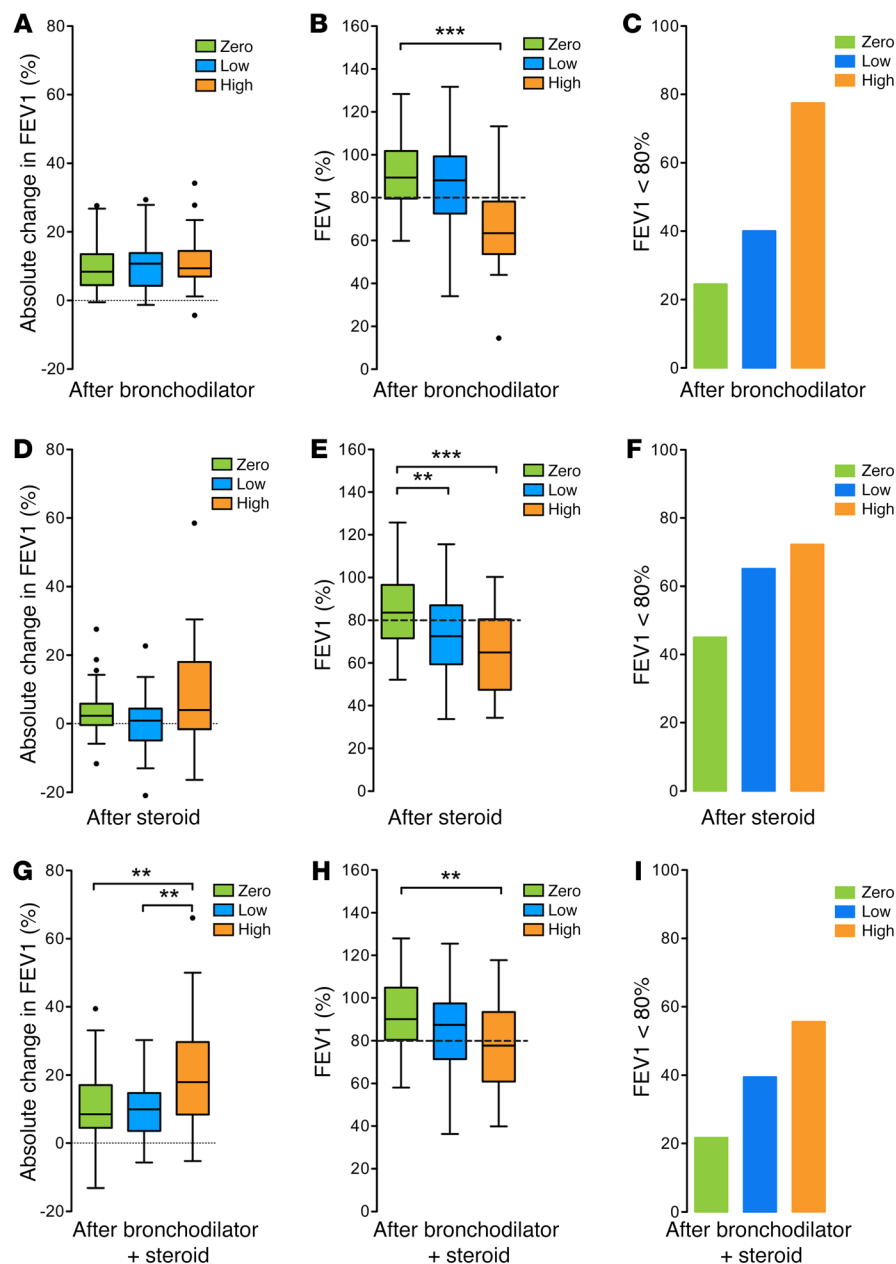 A
Absolute change in FEV1 (%)
80
60
40
20
0
-20
Zero
Low
High
After bronchodilator
B
FEV1 (%)
160
140
120
100
80
60
40
20
0
***
Zero
Low
High
After bronchodilator
C
FEV1 < 80%
100
80
60
40
20
0
Zero
Low
High
After bronchodilator
D
Absolute change in FEV1 (%)
80
60
40
20
0
-20
Zero
Low
High
After steroid
E
FEV1 (%)
160
140
120
100
80
60
40
20
0
***
**
Zero
Low
High
After steroid
F
FEV1 < 80%
100
80
60
40
20
0
Zero
Low
High
After steroid
G
Absolute change in FEV1 (%)
80
60
40
20
0
-20
**
**
Zero
Low
High
After bronchodilator
+ steroid
H
FEV1 (%)
160
140
120
100
80
60
40
20
0
**
Zero
Low
High
After bronchodilator
+ steroid
I
FEV1 < 80%
100
80
60
40
20
0
Zero
Low
High
After bronchodilator
+ steroid